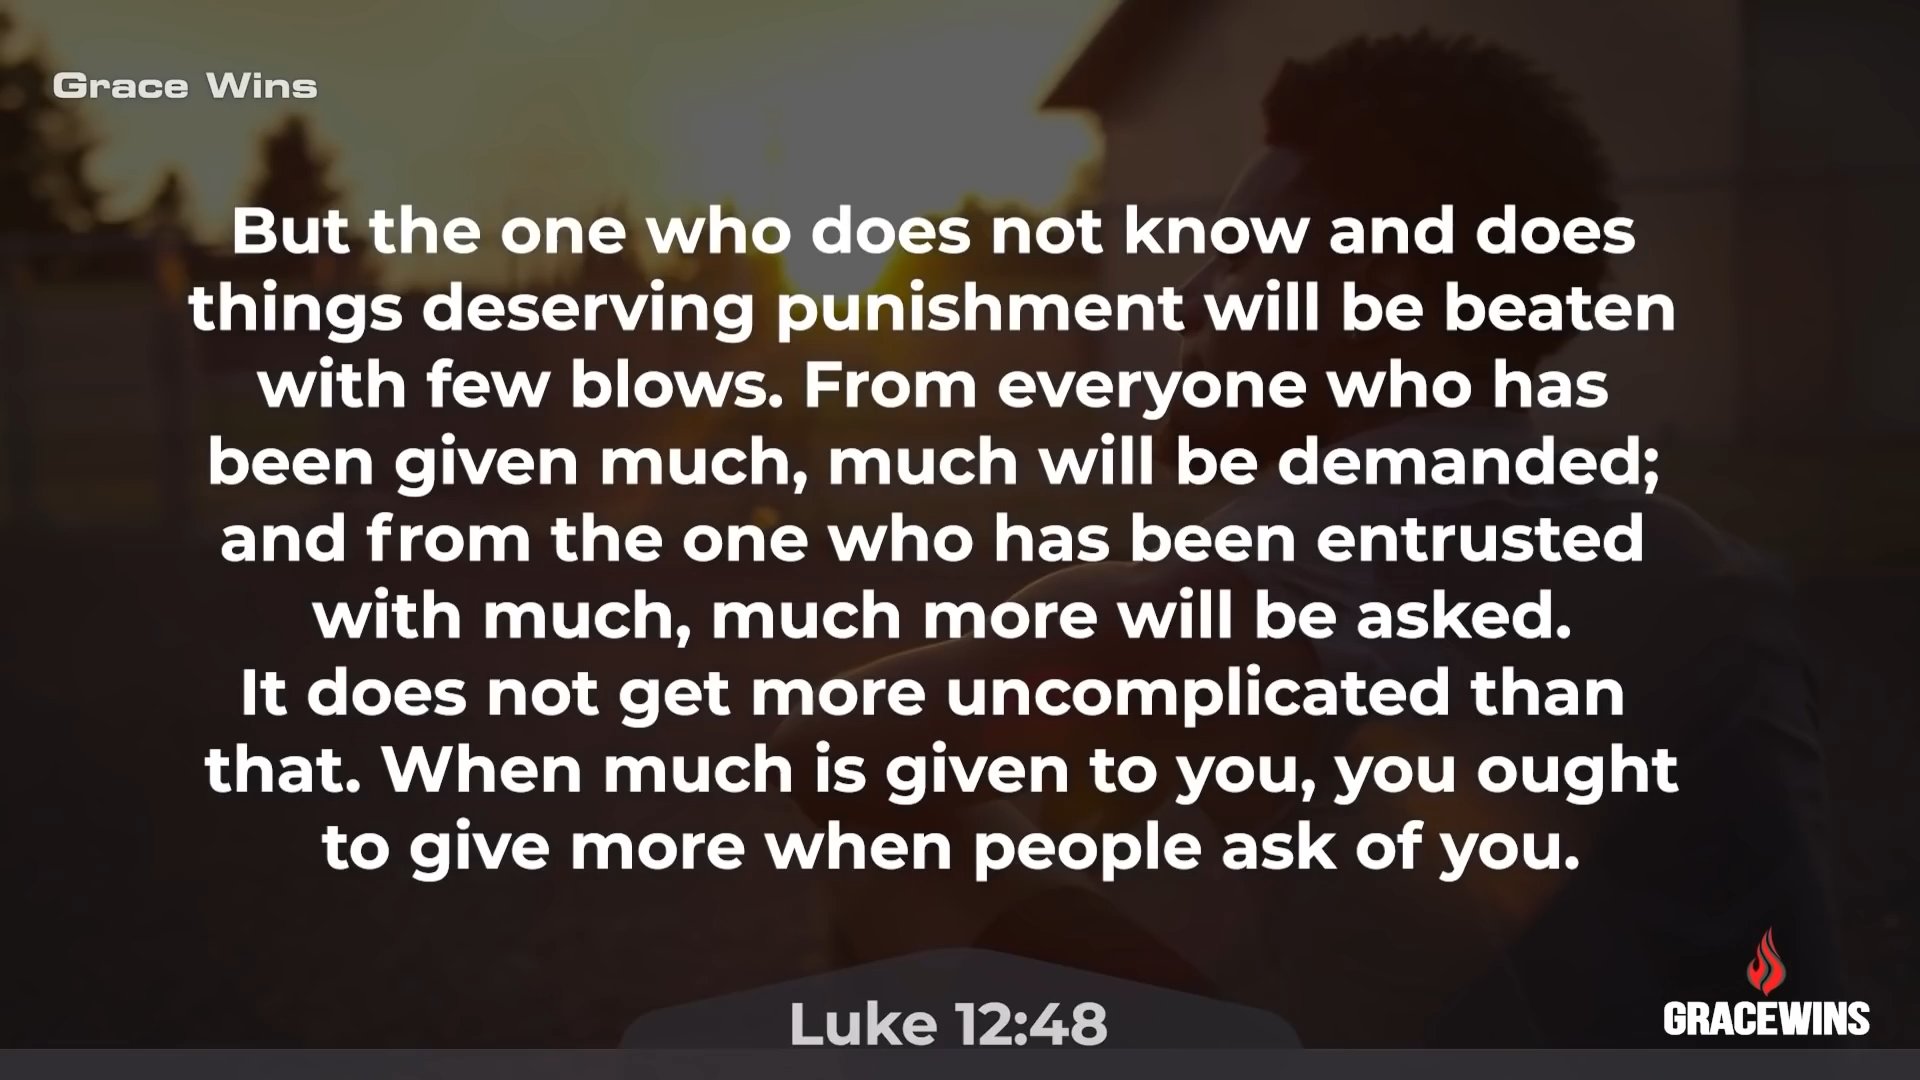 Grace Wins
But the one who does not know and does
things deserving punishment will be beaten
with few blows. From everyone who has
been given much, much will be demanded;
and from the one who has been entrusted
with much, much more will be asked.
It does not get more uncomplicated than
that. When much is given to you, you ought
to give more when people ask of you.
Luke 12:48
GRACEWINS